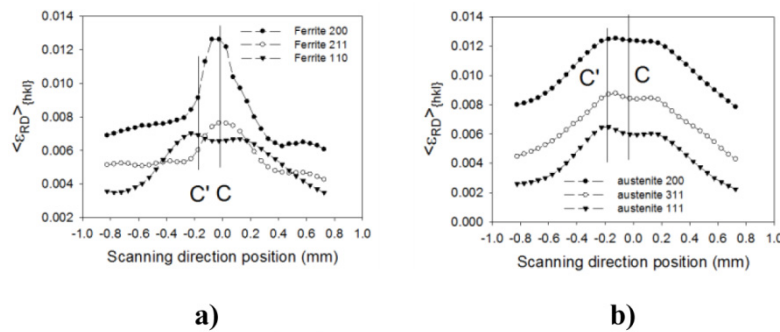 0.014
0.012
0.010
0.008
0.006
0.004
0.002
<εRD>{hkl}
Ferrite 200
Ferrite 211
Ferrite 110
C' C
-1.0 -0.8 -0.6 -0.4 -0.2 0.0 0.2 0.4 0.6 0.8 1.0
Scanning direction position (mm)
a)
0.014
0.012
0.010
0.008
0.006
0.004
0.002
0.000
<εRD>{hkl}
C' C
austenite 200
austenite 311
austenite 111
-1.0 -0.8 -0.6 -0.4 -0.2 0.0 0.2 0.4 0.6 0.8 1.0
Scanning direction position (mm)
b)